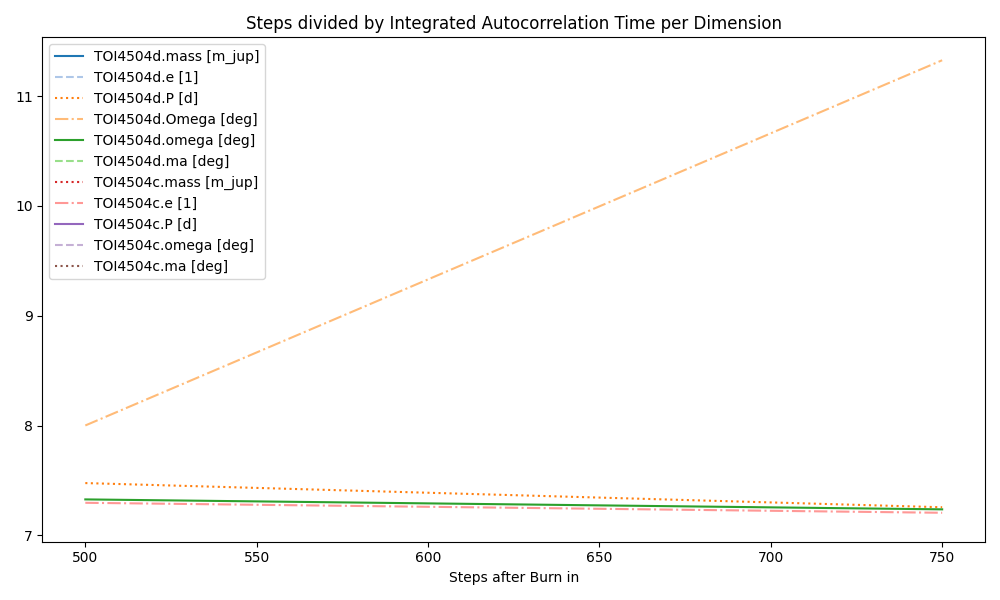 Steps divided by Integrated Autocorrelation Time per Dimension
TOI4504d.mass [m_jup]
TOI4504d.e [1]
TOI4504d.P [d]
TOI4504d.Omega [deg]
TOI4504d.omega [deg]
TOI4504d.ma [deg]
TOI4504c.mass [m_jup]
TOI4504c.e [1]
TOI4504c.P [d]
TOI4504c.omega [deg]
TOI4504c.ma [deg]
11
10
9
8
7
500 550 600 650 700 750
Steps after Burn in